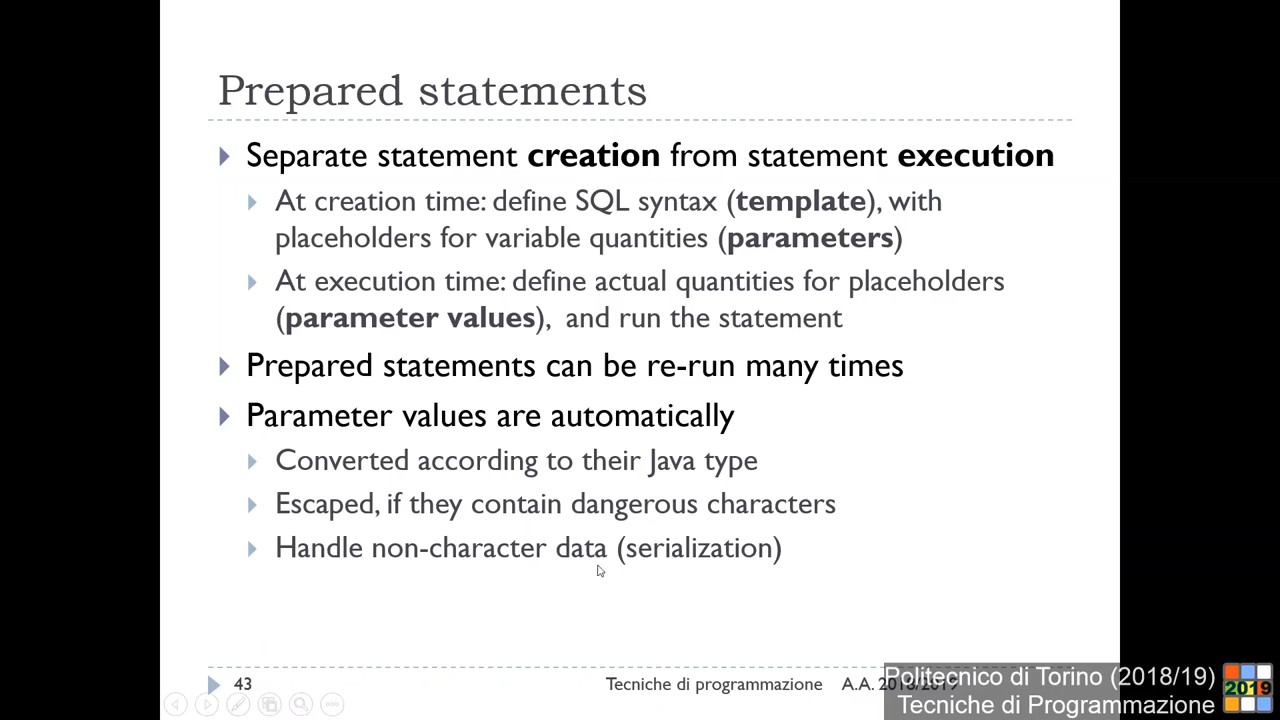 Prepared statements
Separate statement creation from statement execution
At creation time: define SQL syntax (template), with
placeholders for variable quantities (parameters)
At execution time: define actual quantities for placeholders
(parameter values), and run the statement
Prepared statements can be re-run many times
Parameter values are automatically
Converted according to their Java type
Escaped, if they contain dangerous characters
Handle non-character data (serialization)
43
Tecniche di programmazione A.A. 2018/2019
Politecnico di Torino (2018/19)
Tecniche di Programmazione
2019